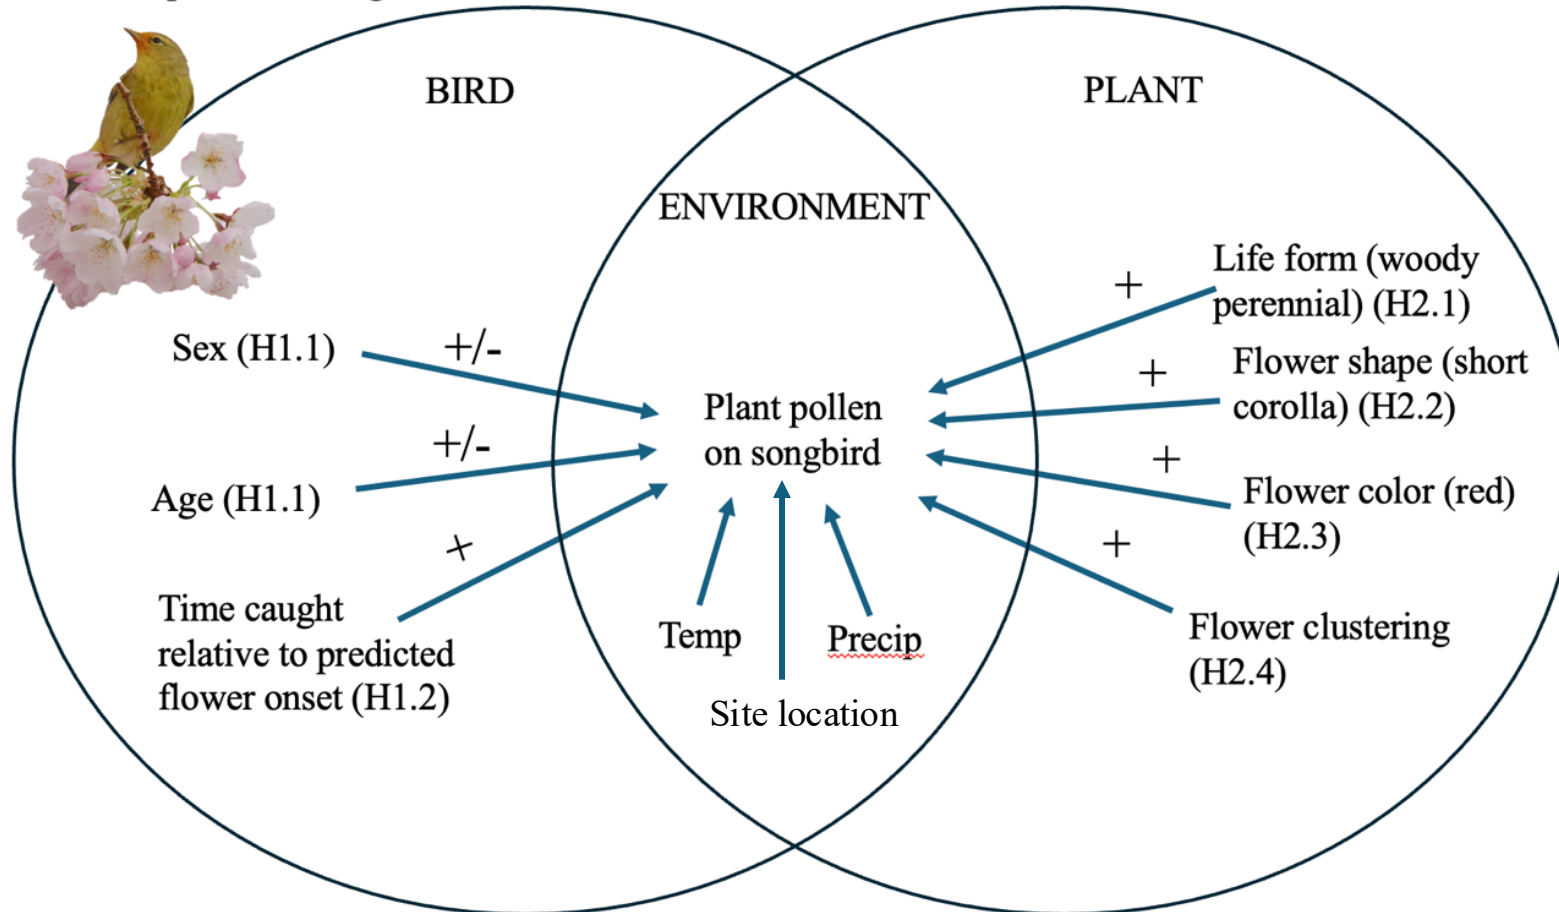 BIRD
PLANT
ENVIRONMENT
Sex (H1.1)
+/-
Age (H1.1)
+/-
Time caught
relative to predicted
flower onset (H1.2)
+
Plant pollen
on songbird
Temp
Precip
Site location
+
Life form (woody
perennial) (H2.1)
+
Flower shape (short
corolla) (H2.2)
+
Flower color (red)
(H2.3)
+
Flower clustering
(H2.4)